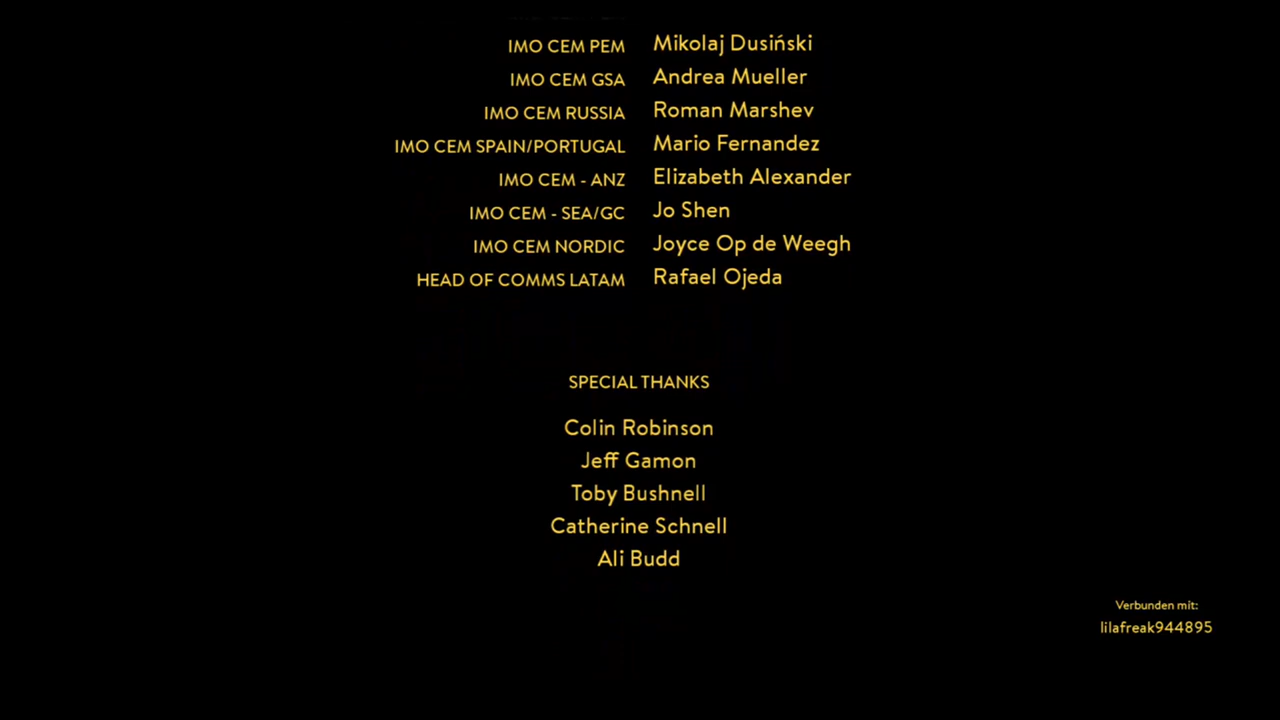 IMO CEM PEM Mikolaj Dusiński
IMO CEM GSA Andrea Mueller
IMO CEM RUSSIA Roman Marshev
IMO CEM SPAIN/PORTUGAL Mario Fernandez
IMO CEM - ANZ Elizabeth Alexander
IMO CEM - SEA/GC Jo Shen
IMO CEM NORDIC Joyce Op de Weegh
HEAD OF COMMS LATAM Rafael Ojeda
SPECIAL THANKS
Colin Robinson
Jeff Gamon
Toby Bushnell
Catherine Schnell
Ali Budd
Verbunden mit:
lilafreak944895